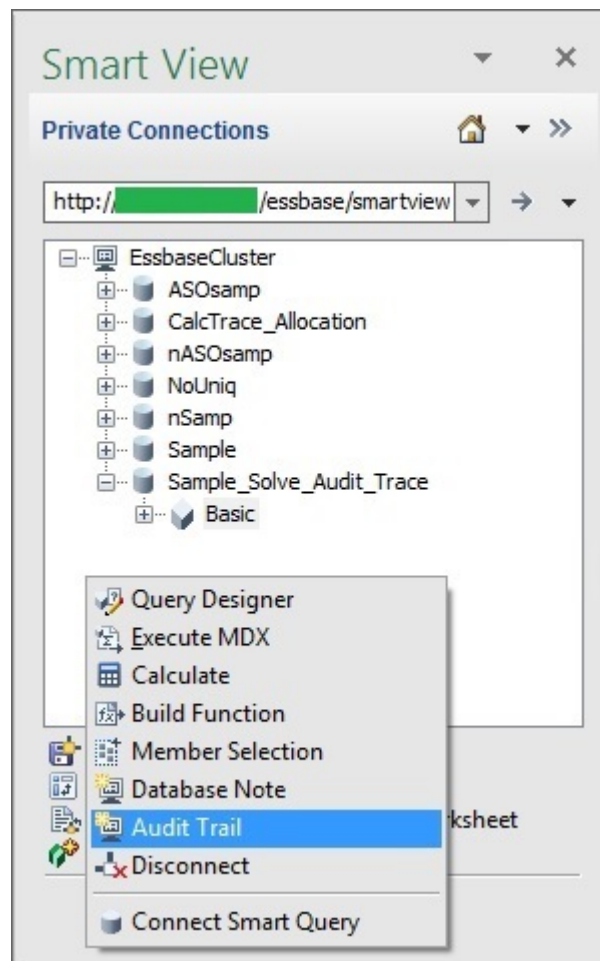 Smart View
Private Connections
http:// /essbase/smartview
EssbaseCluster
ASOsamp
CalcTrace_Allocation
nASOsamp
NoUniq
nSamp
Sample
Sample_Solve_Audit_Trace
Basic
Query Designer
Execute MDX
Calculate
Build Function
Member Selection
Database Note
Audit Trail
rksheet
Disconnect
Connect Smart Query